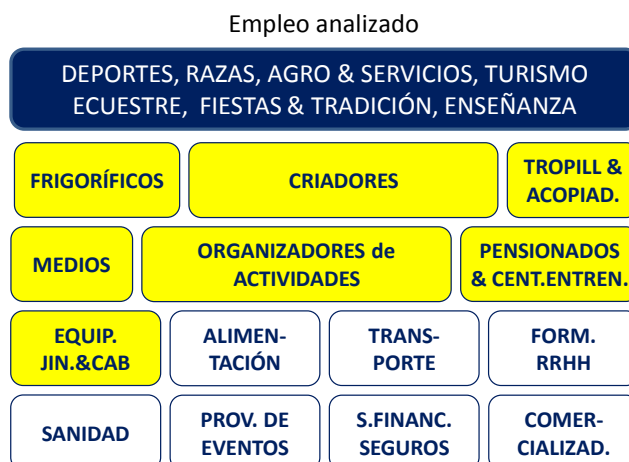 Empleo analizado
DEPORTES, RAZAS, AGRO & SERVICIOS, TURISMO
ECUESTRE, FIESTAS & TRADICIÓN, ENSEÑANZA
FRIGORÍFICOS
CRIADORES
TROPILL &
ACOPIAD.
MEDIOS
ORGANIZADORES de
ACTIVIDADES
PENSIONADOS
& CENT.ENTREN.
EQUIP.
JIN.&CAB
ALIMEN-
TACIÓN
TRANS-
PORTE
FORM.
RRHH
SANIDAD
PROV. DE
EVENTOS
S.FINANC.
SEGUROS
COMER-
CIALIZAD.